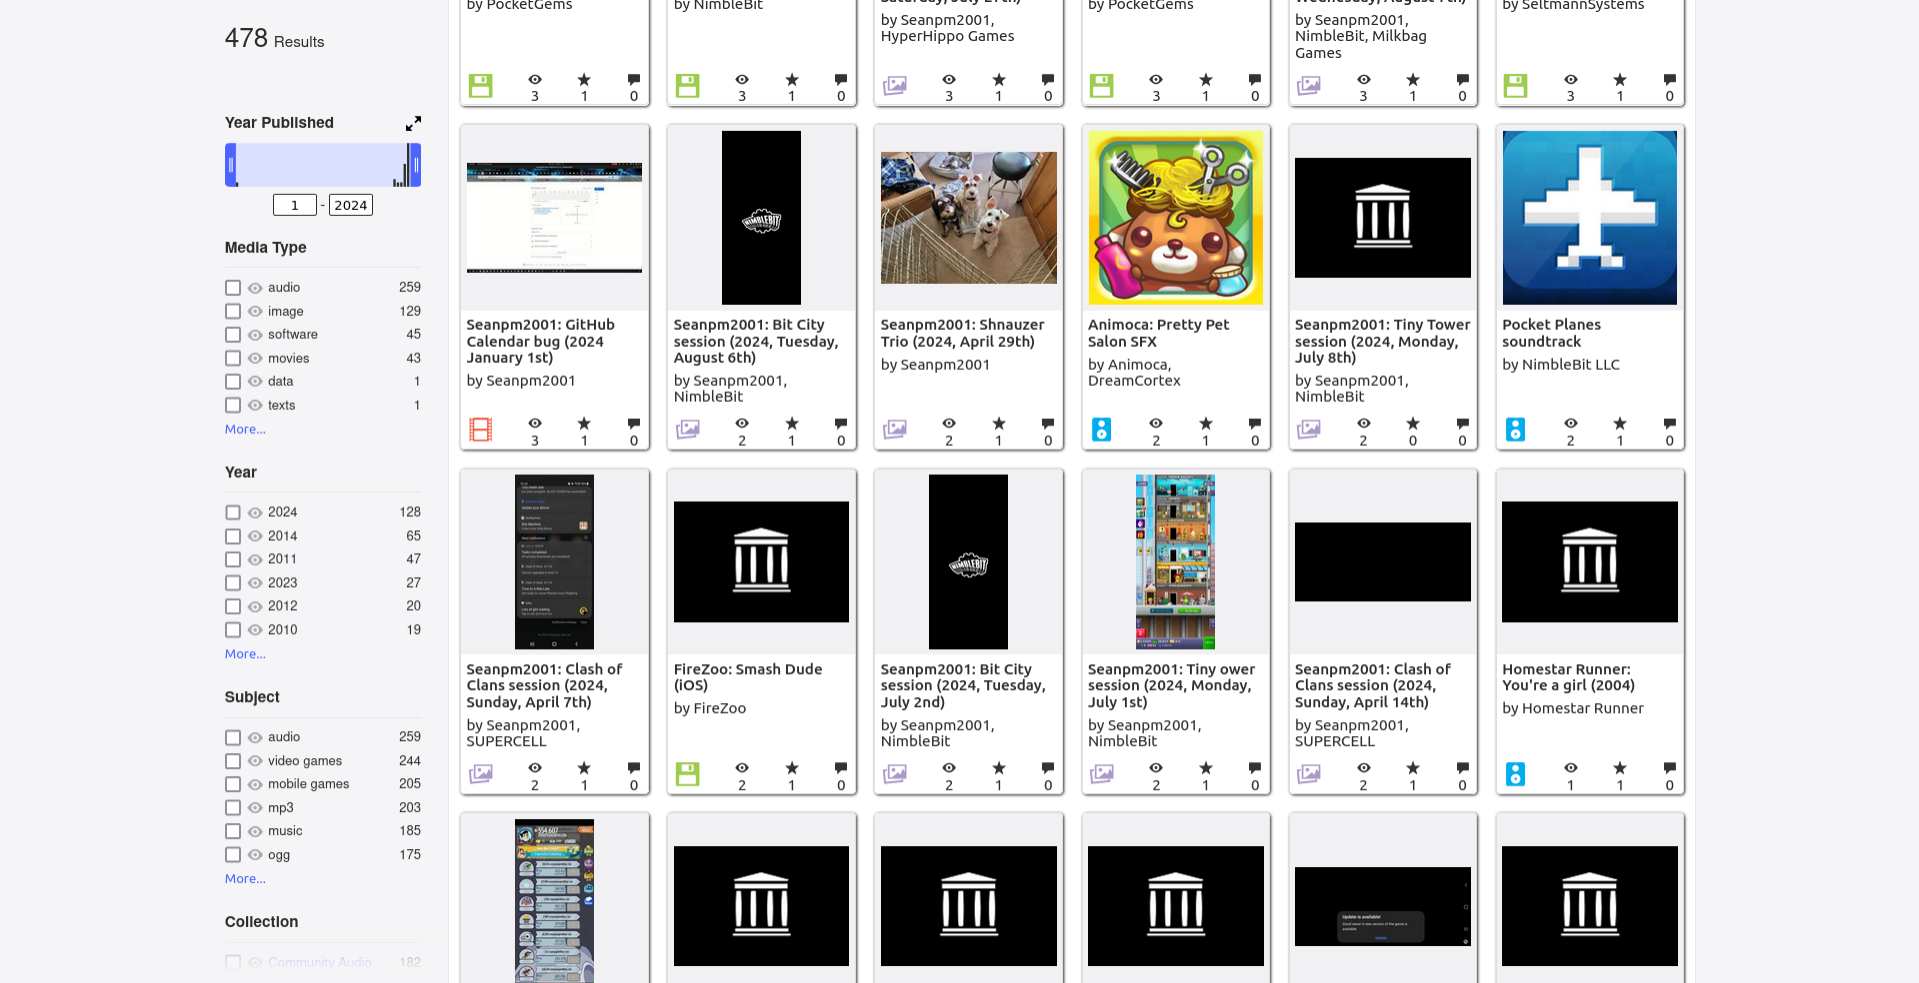 478 Results
Year Published
1 - 2024
Media Type
audio 259
image 129
software 45
movies 43
data 1
texts 1
More...
Year
2024 128
2014 65
2011 47
2023 27
2012 20
2010 19
More...
Subject
audio 259
video games 244
mobile games 205
mp3 203
music 185
ogg 175
More...
Collection
Community Audio 182
by PocketGems
3 1 0
by NimbleBit
3 1 0
by Seanpm2001,
HyperHippo Games
3 1 0
by PocketGems
3 1 0
by Seanpm2001,
NimbleBit, Milkbag
Games
3 1 0
by SeltmannSystems
3 1 0
Seanpm2001: GitHub
Calendar bug (2024
January 1st)
by Seanpm2001
3 1 0
NIMBLEBIT
Seanpm2001: Bit City
session (2024, Tuesday,
August 6th)
by Seanpm2001,
NimbleBit
2 1 0
Seanpm2001: Shnauzer
Trio (2024, April 29th)
by Seanpm2001
2 1 0
Animoca: Pretty Pet
Salon SFX
by Animoca,
DreamCortex
2 1 0
Seanpm2001: Tiny Tower
session (2024, Monday,
July 8th)
by Seanpm2001,
NimbleBit
2 0 0
Pocket Planes
soundtrack
by NimbleBit LLC
2 1 0
Seanpm2001: Clash of
Clans session (2024,
Sunday, April 7th)
by Seanpm2001,
SUPERCELL
2 1 0
FireZoo: Smash Dude
(iOS)
by FireZoo
2 1 0
NIMBLEBIT
Seanpm2001: Bit City
session (2024, Tuesday,
July 2nd)
by Seanpm2001,
NimbleBit
2 1 0
Seanpm2001: Tiny ower
session (2024, Monday,
July 1st)
by Seanpm2001,
NimbleBit
2 1 0
Seanpm2001: Clash of
Clans session (2024,
Sunday, April 14th)
by Seanpm2001,
SUPERCELL
2 1 0
Homestar Runner:
You're a girl (2004)
by Homestar Runner
1 1 0
Update is available!